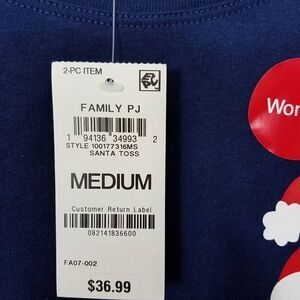 2-PC ITEM
FAMILY PJ
1 94136 34993 2
STYLE 100177316MS
SANTA TOSS
MEDIUM
Customer Return Label
082141836600
FA07-002
$36.99
Wor